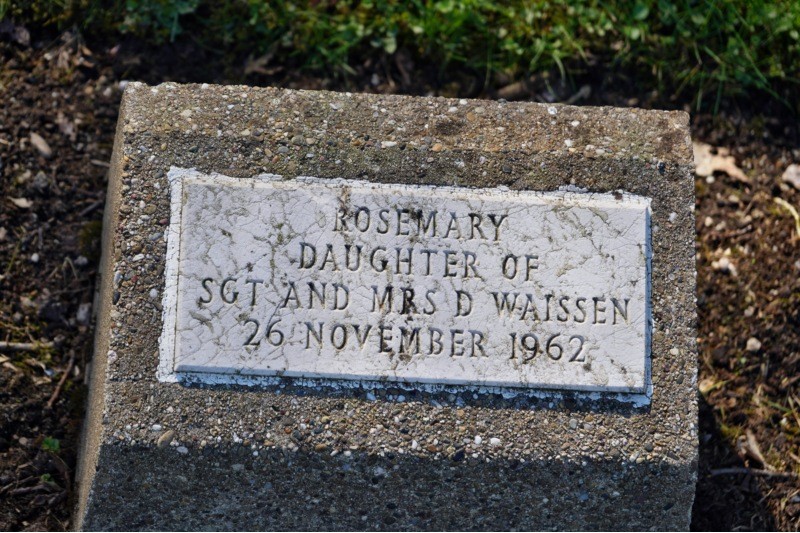 ROSEMARY
DAUGHTER OF
SGT AND MRS D WAISSEN
26 NOVEMBER 1962